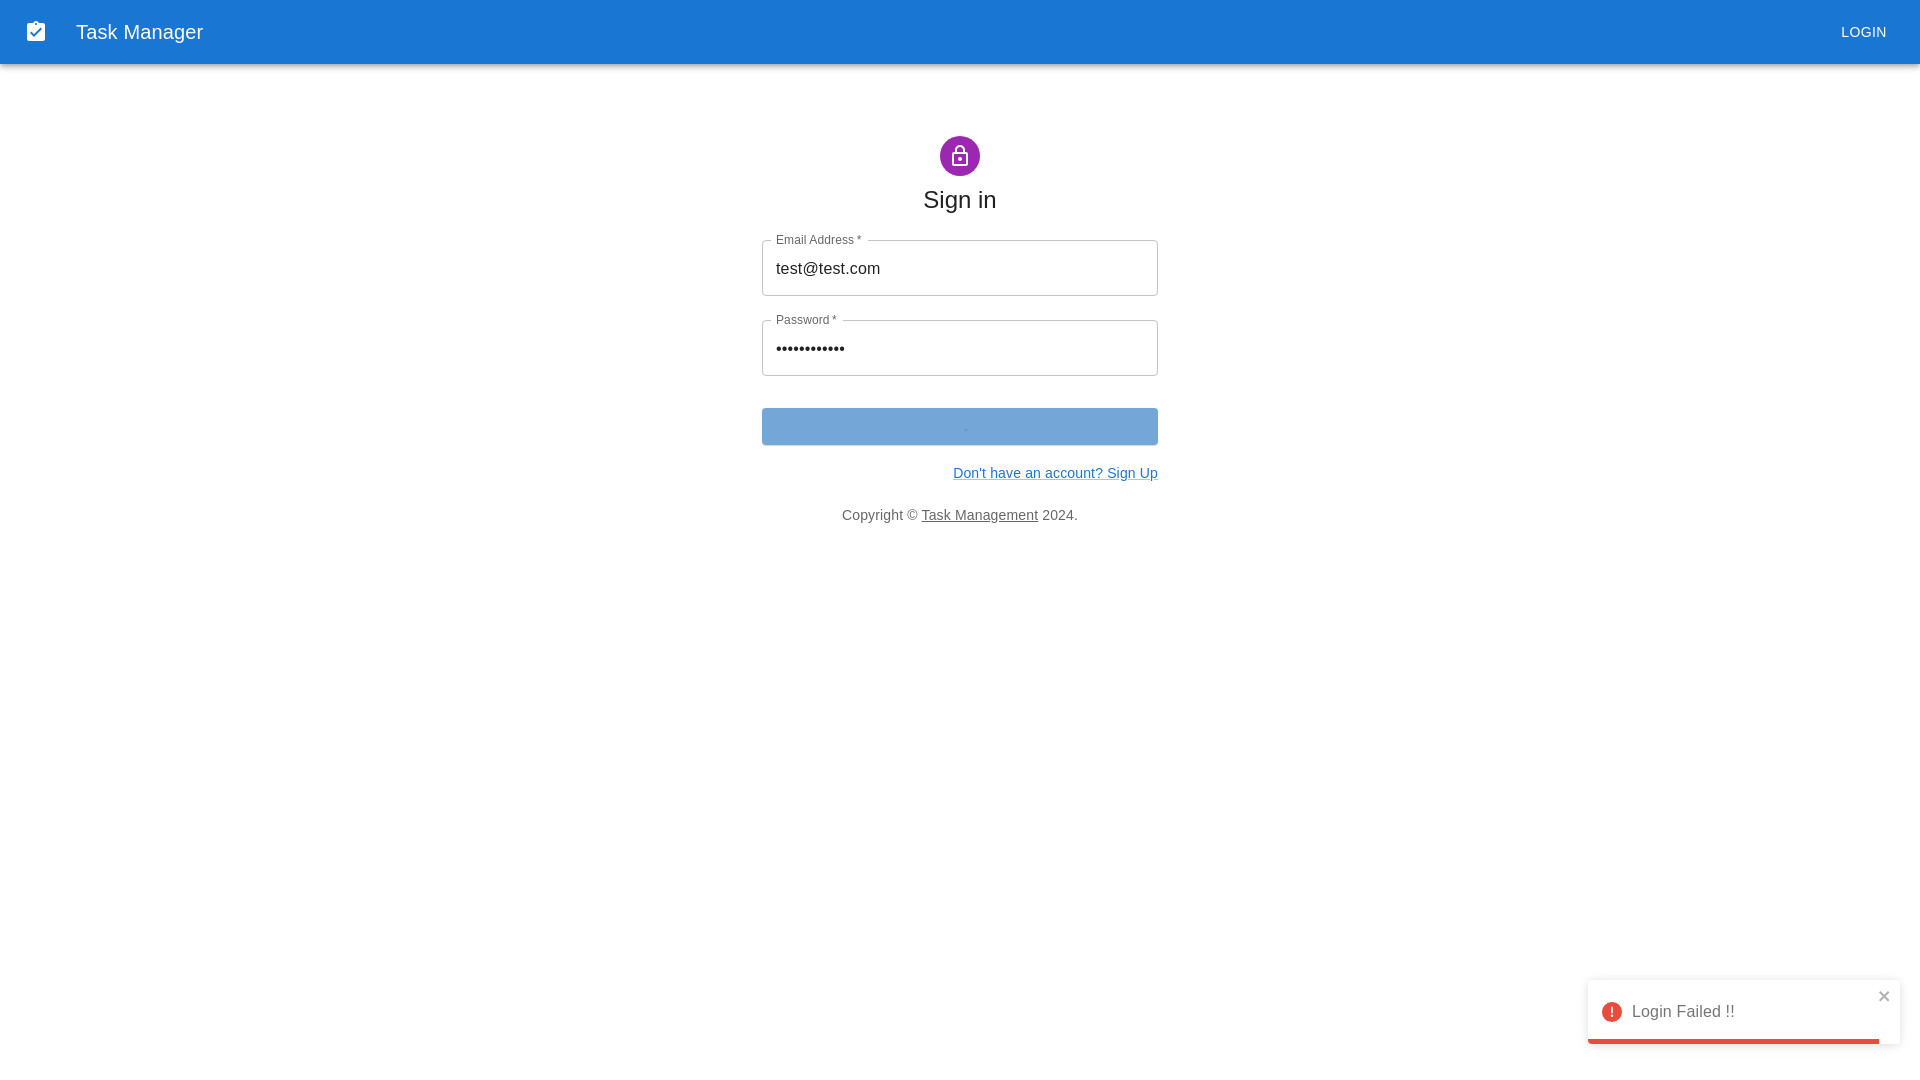 Task Manager
LOGIN
Sign in
Email Address *
test@test.com
Password *
••••••••••••
Don't have an account? Sign Up
Copyright © Task Management 2024.
Login Failed !!